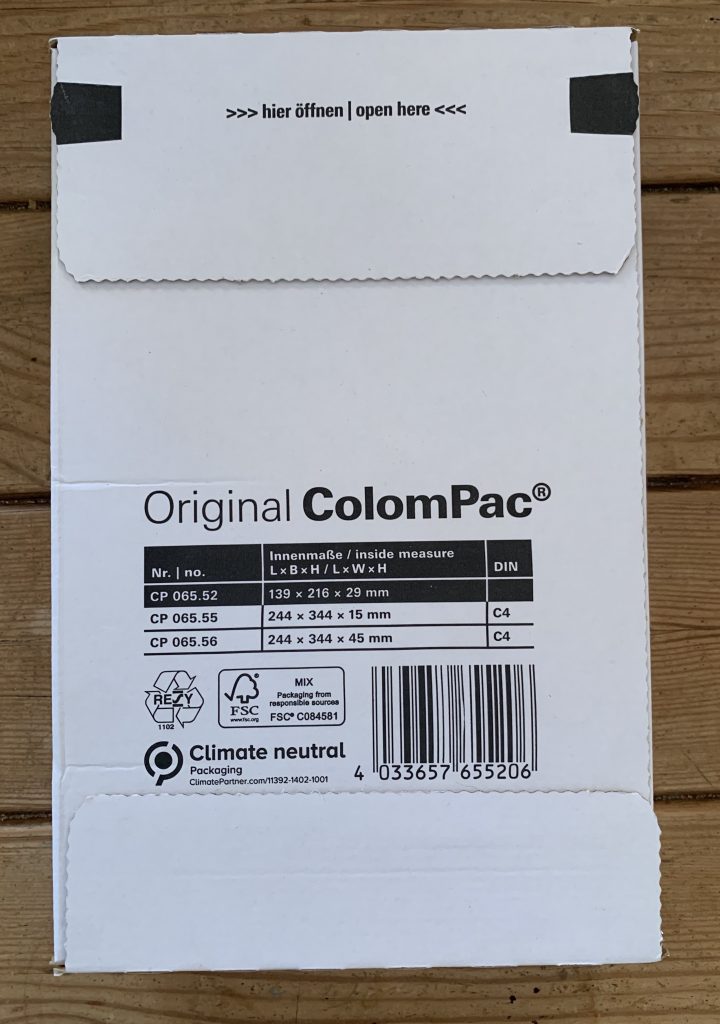 >>> hier öffnen | open here <<<
Original ColomPac®
Nr. | no.
Innenmaße / inside measure
L×B×H / L×W×H
DIN
CP 065.52 139 × 216 × 29 mm
CP 065.55 244 × 344 × 15 mm C4
CP 065.56 244 × 344 × 45 mm C4
RESY
1102
FSC
www.fsc.org
MIX
Packaging from
responsible sources
FSC® C084581
Climate neutral
Packaging
ClimatePartner.com/11392-1402-1001
4 033657 655206